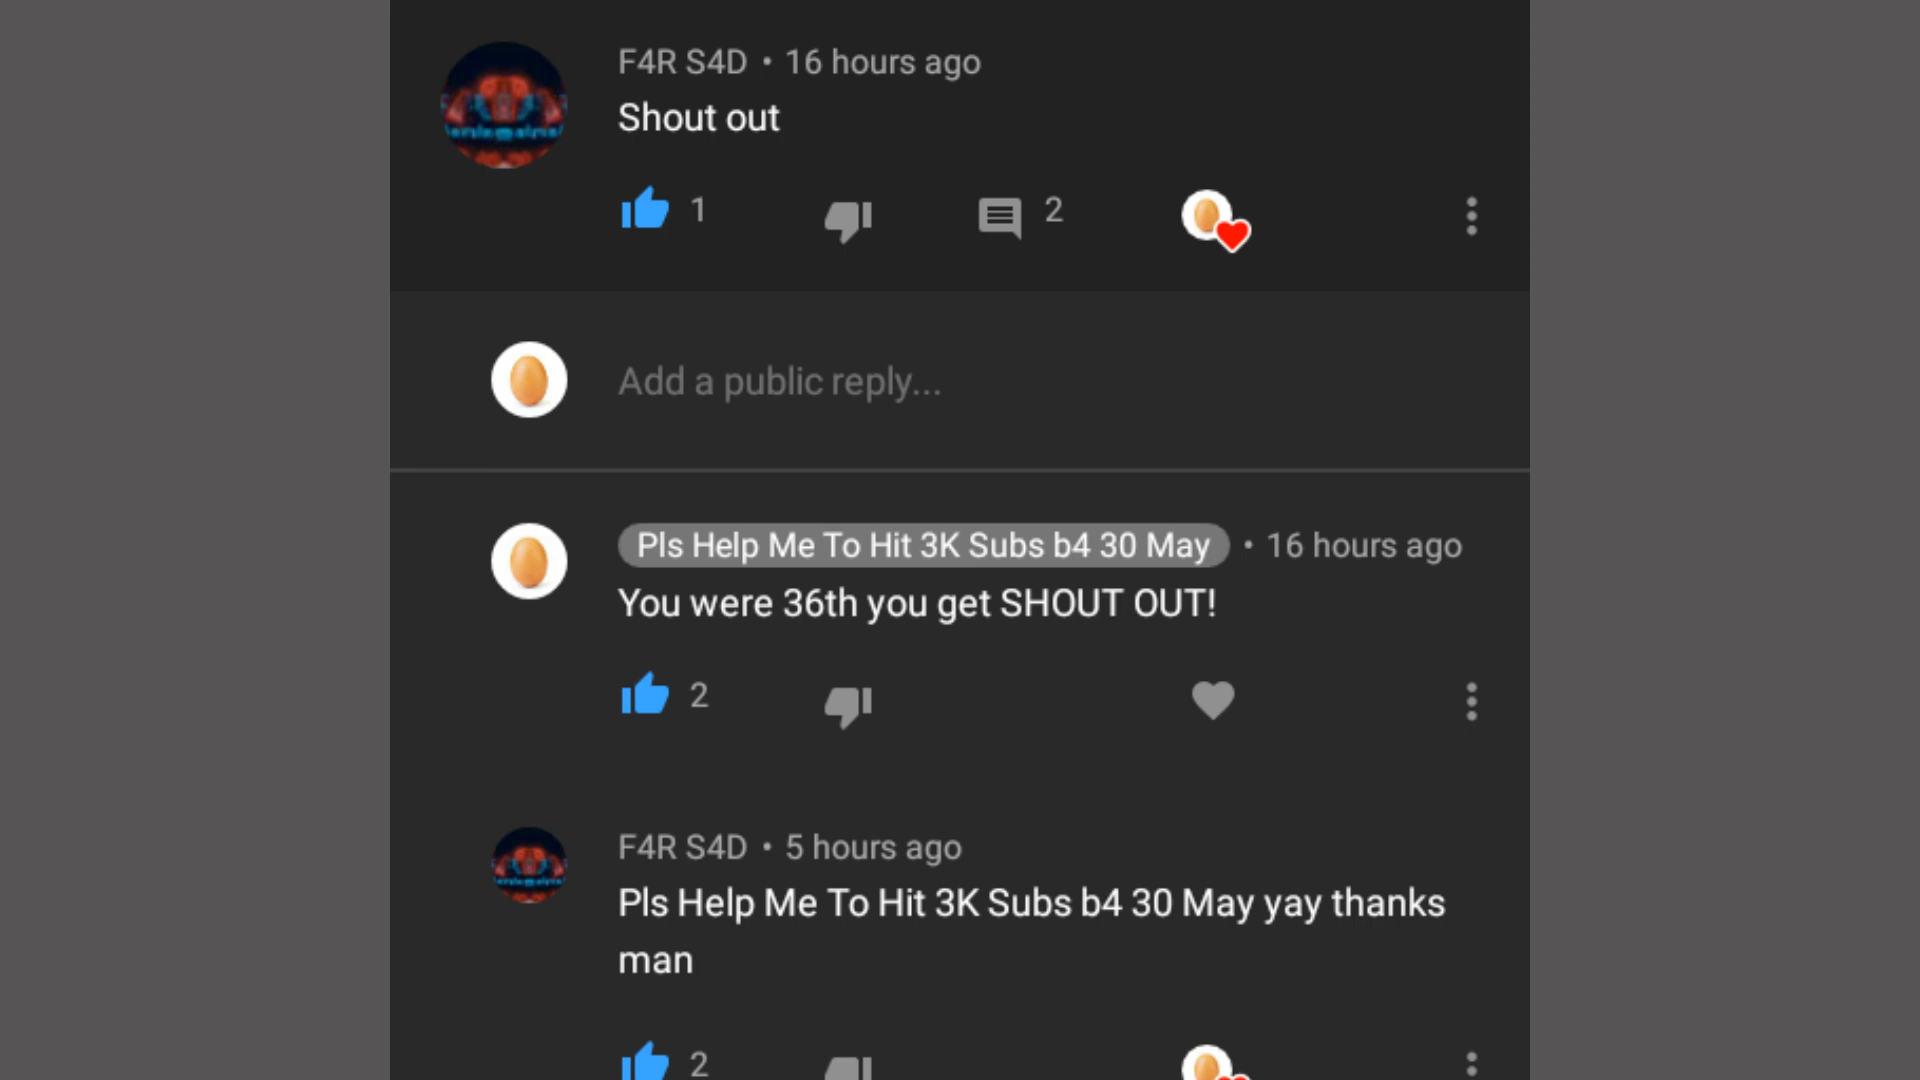 F4R S4D • 16 hours ago
Shout out
1
2
Add a public reply...
Pls Help Me To Hit 3K Subs b4 30 May • 16 hours ago
You were 36th you get SHOUT OUT!
2
F4R S4D • 5 hours ago
Pls Help Me To Hit 3K Subs b4 30 May yay thanks
man
2